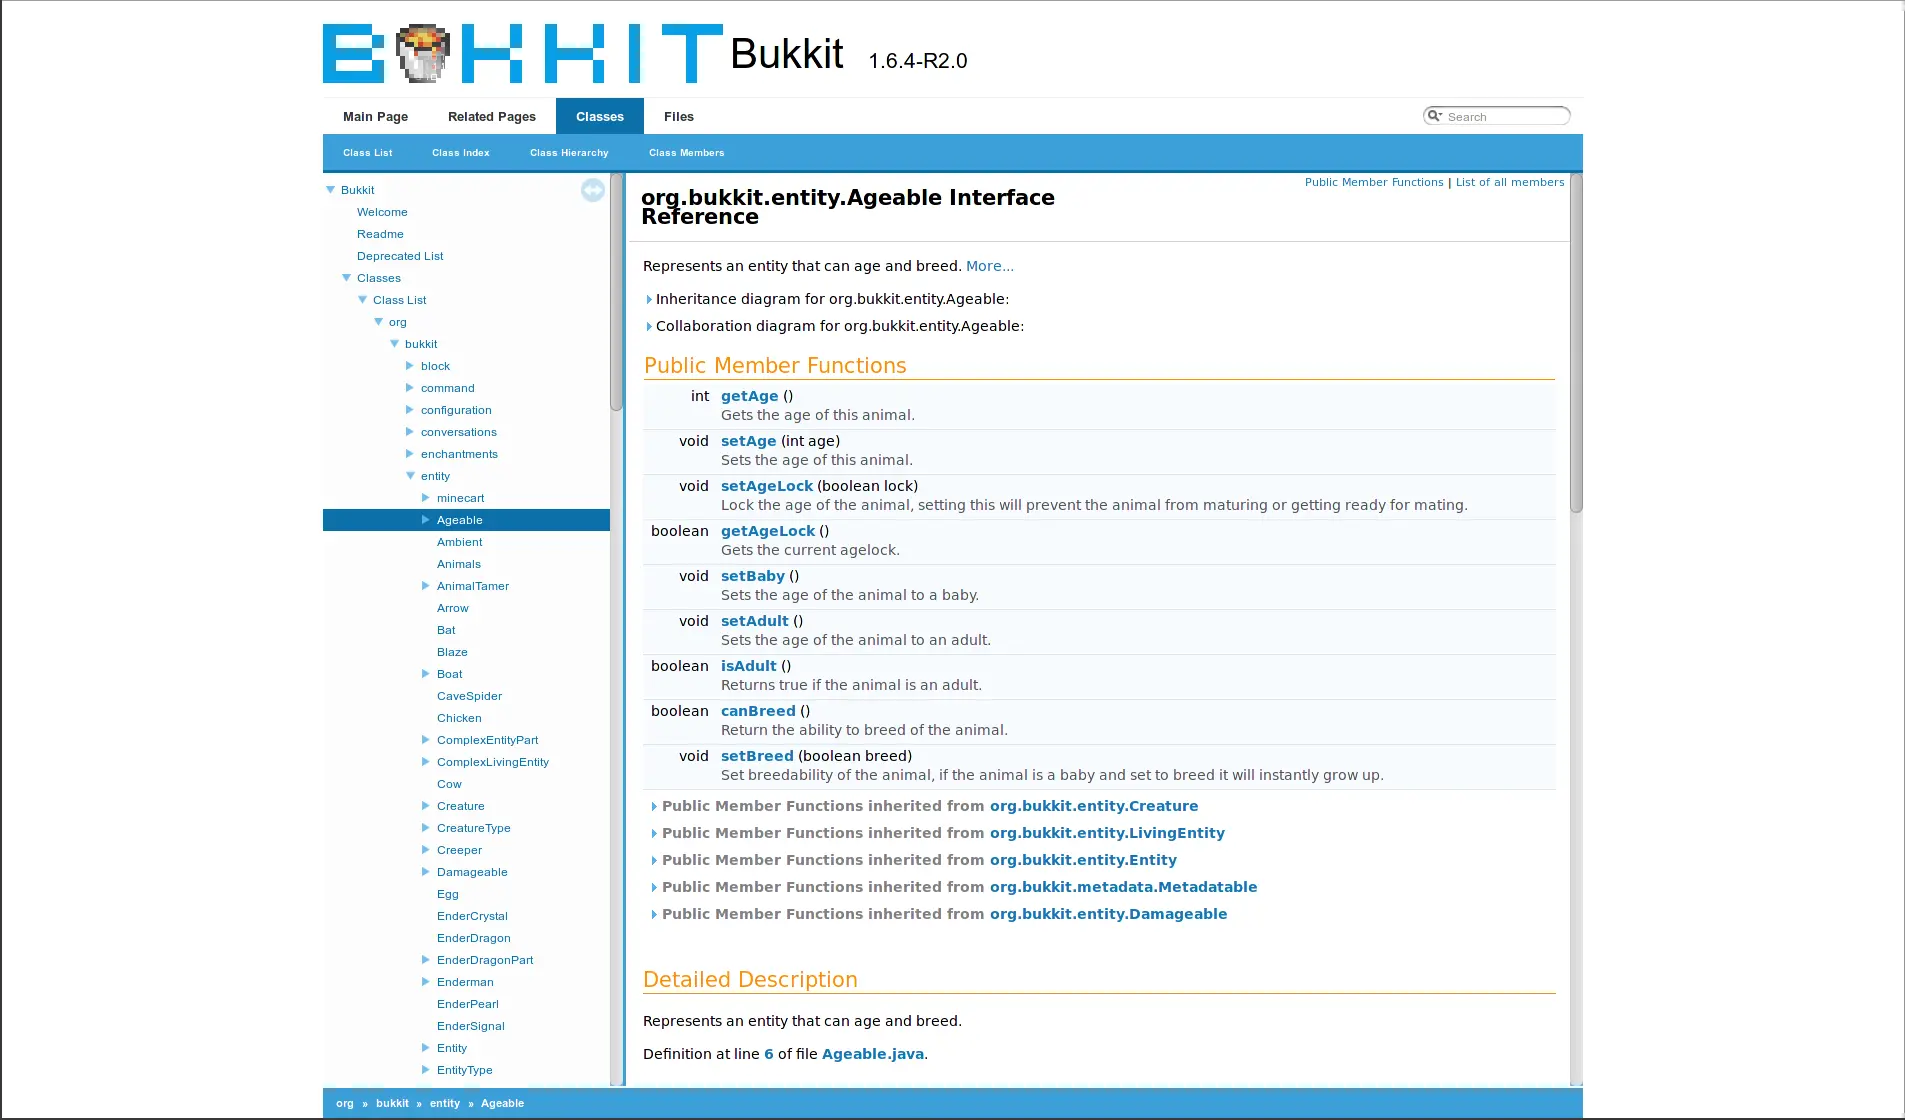 BUKKIT Bukkit 1.6.4-R2.0
Main Page Related Pages Classes Files Search
Class List Class Index Class Hierarchy Class Members
Bukkit
Welcome
Readme
Deprecated List
Classes
Class List
org
bukkit
block
command
configuration
conversations
enchantments
entity
minecart
Ageable
Ambient
Animals
AnimalTamer
Arrow
Bat
Blaze
Boat
CaveSpider
Chicken
ComplexEntityPart
ComplexLivingEntity
Cow
Creature
CreatureType
Creeper
Damageable
Egg
EnderCrystal
EnderDragon
EnderDragonPart
Enderman
EnderPearl
EnderSignal
Entity
EntityType
Public Member Functions | List of all members
org.bukkit.entity.Ageable Interface
Reference
Represents an entity that can age and breed. More...
Inheritance diagram for org.bukkit.entity.Ageable:
Collaboration diagram for org.bukkit.entity.Ageable:
Public Member Functions
int getAge ()
Gets the age of this animal.
void setAge (int age)
Sets the age of this animal.
void setAgeLock (boolean lock)
Lock the age of the animal, setting this will prevent the animal from maturing or getting ready for mating.
boolean getAgeLock ()
Gets the current agelock.
void setBaby ()
Sets the age of the animal to a baby.
void setAdult ()
Sets the age of the animal to an adult.
boolean isAdult ()
Returns true if the animal is an adult.
boolean canBreed ()
Return the ability to breed of the animal.
void setBreed (boolean breed)
Set breedability of the animal, if the animal is a baby and set to breed it will instantly grow up.
Public Member Functions inherited from org.bukkit.entity.Creature
Public Member Functions inherited from org.bukkit.entity.LivingEntity
Public Member Functions inherited from org.bukkit.entity.Entity
Public Member Functions inherited from org.bukkit.metadata.Metadatable
Public Member Functions inherited from org.bukkit.entity.Damageable
Detailed Description
Represents an entity that can age and breed.
Definition at line 6 of file Ageable.java.
org » bukkit » entity » Ageable